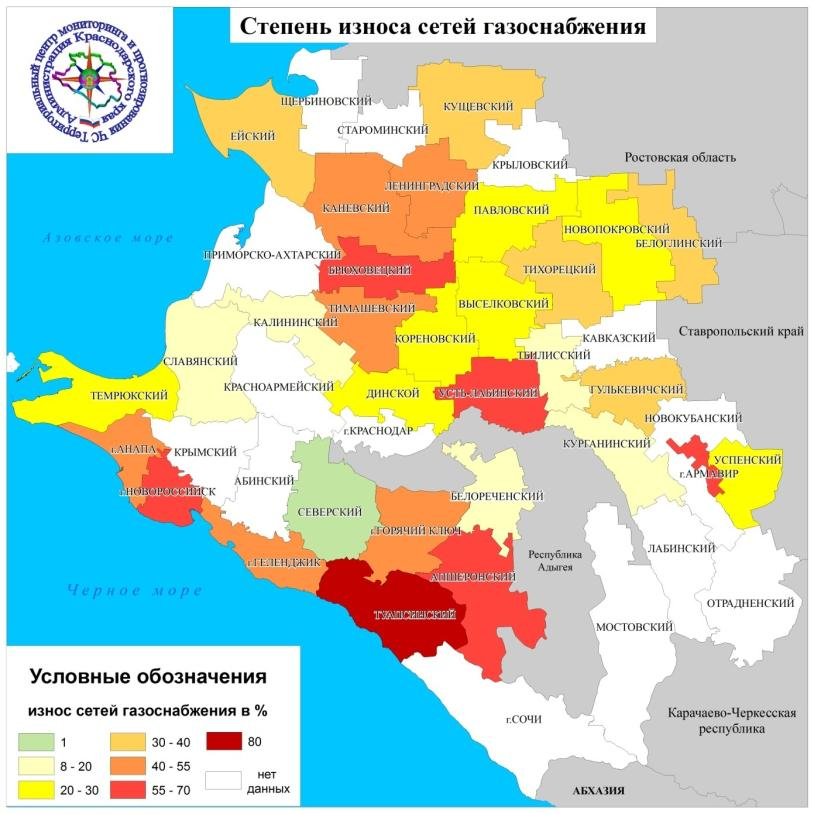 Степень износа сетей газоснабжения
Территориальный центр мониторинга и прогнозирования ЧС
Администрация Краснодарского края
ЩЕРБИНОВСКИЙ
КУЩЕВСКИЙ
СТАРОМИНСКИЙ
ЕЙСКИЙ
КРЫЛОВСКИЙ
Ростовская область
ЛЕНИНГРАДСКИЙ
КАНЕВСКИЙ
ПАВЛОВСКИЙ
НОВОПОКРОВСКИЙ
Азовское море
БЕЛОГЛИНСКИЙ
ПРИМОРСКО-АХТАРСКИЙ
БРЮХОВЕЦКИЙ
ТИХОРЕЦКИЙ
ТИМАШЕВСКИЙ
ВЫСЕЛКОВСКИЙ
КАЛИНИНСКИЙ
Ставропольский край
КОРЕНОВСКИЙ
КАВКАЗСКИЙ
ТБИЛИССКИЙ
СЛАВЯНСКИЙ
КРАСНОАРМЕЙСКИЙ
ТЕМРЮКСКИЙ
ДИНСКОЙ
УСТЬ-ЛАБИНСКИЙ
ГУЛЬКЕВИЧСКИЙ
НОВОКУБАНСКИЙ
г.КРАСНОДАР
КУРГАНИНСКИЙ
г.АНАПА
КРЫМСКИЙ
УСПЕНСКИЙ
г.АРМАВИР
АБИНСКИЙ
г.НОВОРОССИЙСК
БЕЛОРЕЧЕНСКИЙ
СЕВЕРСКИЙ
г.ГОРЯЧИЙ КЛЮЧ
ЛАБИНСКИЙ
Республика
Адыгея
г.ГЕЛЕНДЖИК
АПШЕРОНСКИЙ
Черное море
ОТРАДНЕНСКИЙ
ТУАПСИНСКИЙ
МОСТОВСКИЙ
Карачаево-Черкесская
республика
г.СОЧИ
АБХАЗИЯ
Условные обозначения
износ сетей газоснабжения в %
1
8 - 20
20 - 30
30 - 40
40 - 55
55 - 70
80
нет
данных